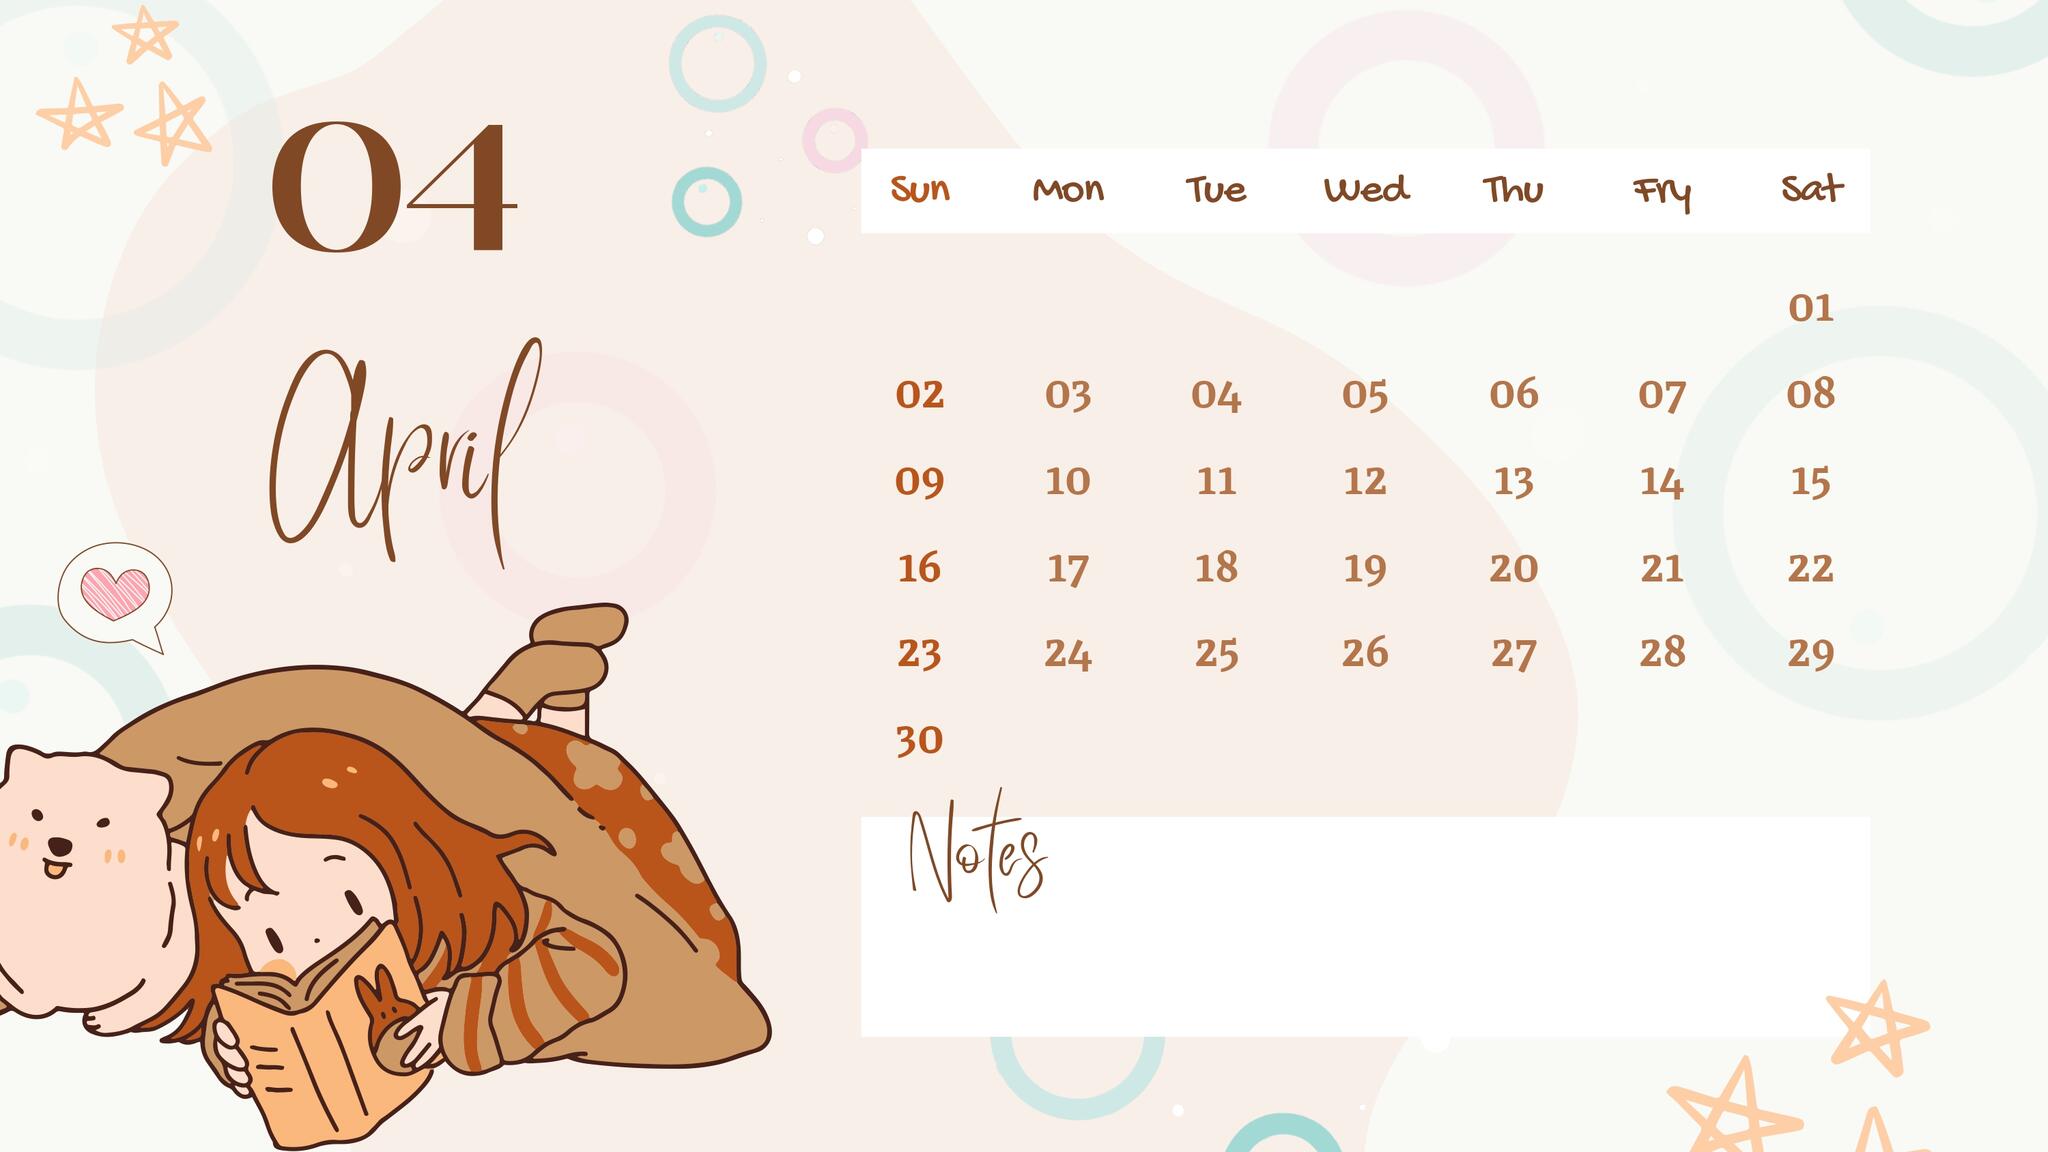 04
April
Sun Mon Tue Wed Thu Fry Sat
01
02 03 04 05 06 07 08
09 10 11 12 13 14 15
16 17 18 19 20 21 22
23 24 25 26 27 28 29
30
Notes